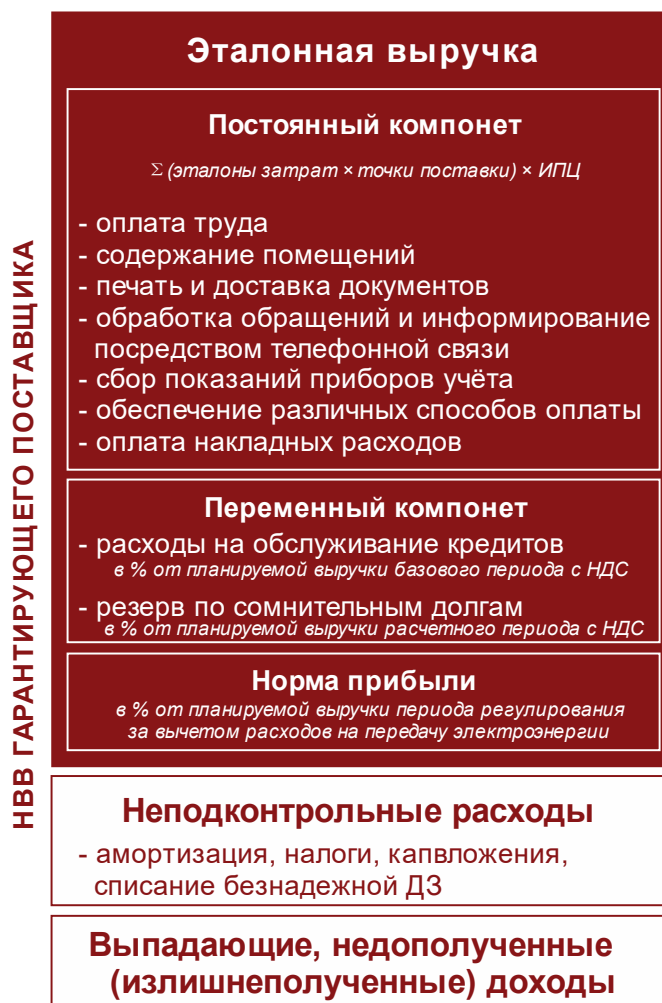 НВВ ГАРАНТИРУЮЩЕГО ПОСТАВЩИКА
Эталонная выручка
Постоянный компонет
Σ (эталоны затрат × точки поставки) × ИПЦ
- оплата труда
- содержание помещений
- печать и доставка документов
- обработка обращений и информирование
посредством телефонной связи
- сбор показаний приборов учёта
- обеспечение различных способов оплаты
- оплата накладных расходов
Переменный компонет
- расходы на обслуживание кредитов
в % от планируемой выручки базового периода с НДС
- резерв по сомнительным долгам
в % от планируемой выручки расчетного периода с НДС
Норма прибыли
в % от планируемой выручки периода регулирования
за вычетом расходов на передачу электроэнергии
Неподконтрольные расходы
- амортизация, налоги, капвложения,
списание безнадежной ДЗ
Выпадающие, недополученные
(излишнеполученные) доходы